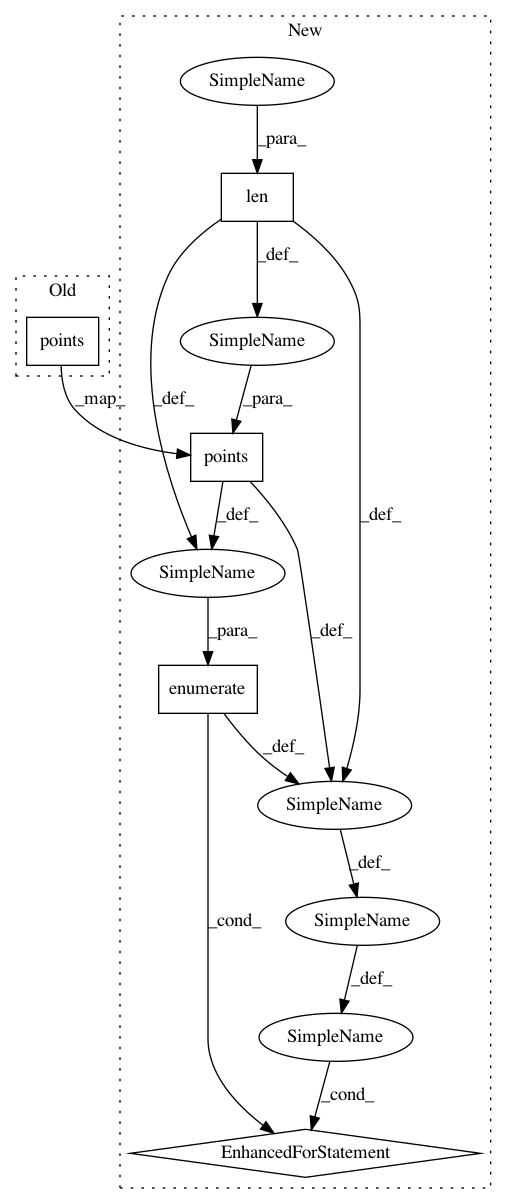 New
SimpleName
_para_
len
_def_
Old
SimpleName
points
_map_
_def_
_para_
points
_def_
_def_
SimpleName
_para_
_def_
enumerate
_def_
SimpleName
_def_
_cond_
SimpleName
_def_
SimpleName
_cond_
EnhancedForStatement